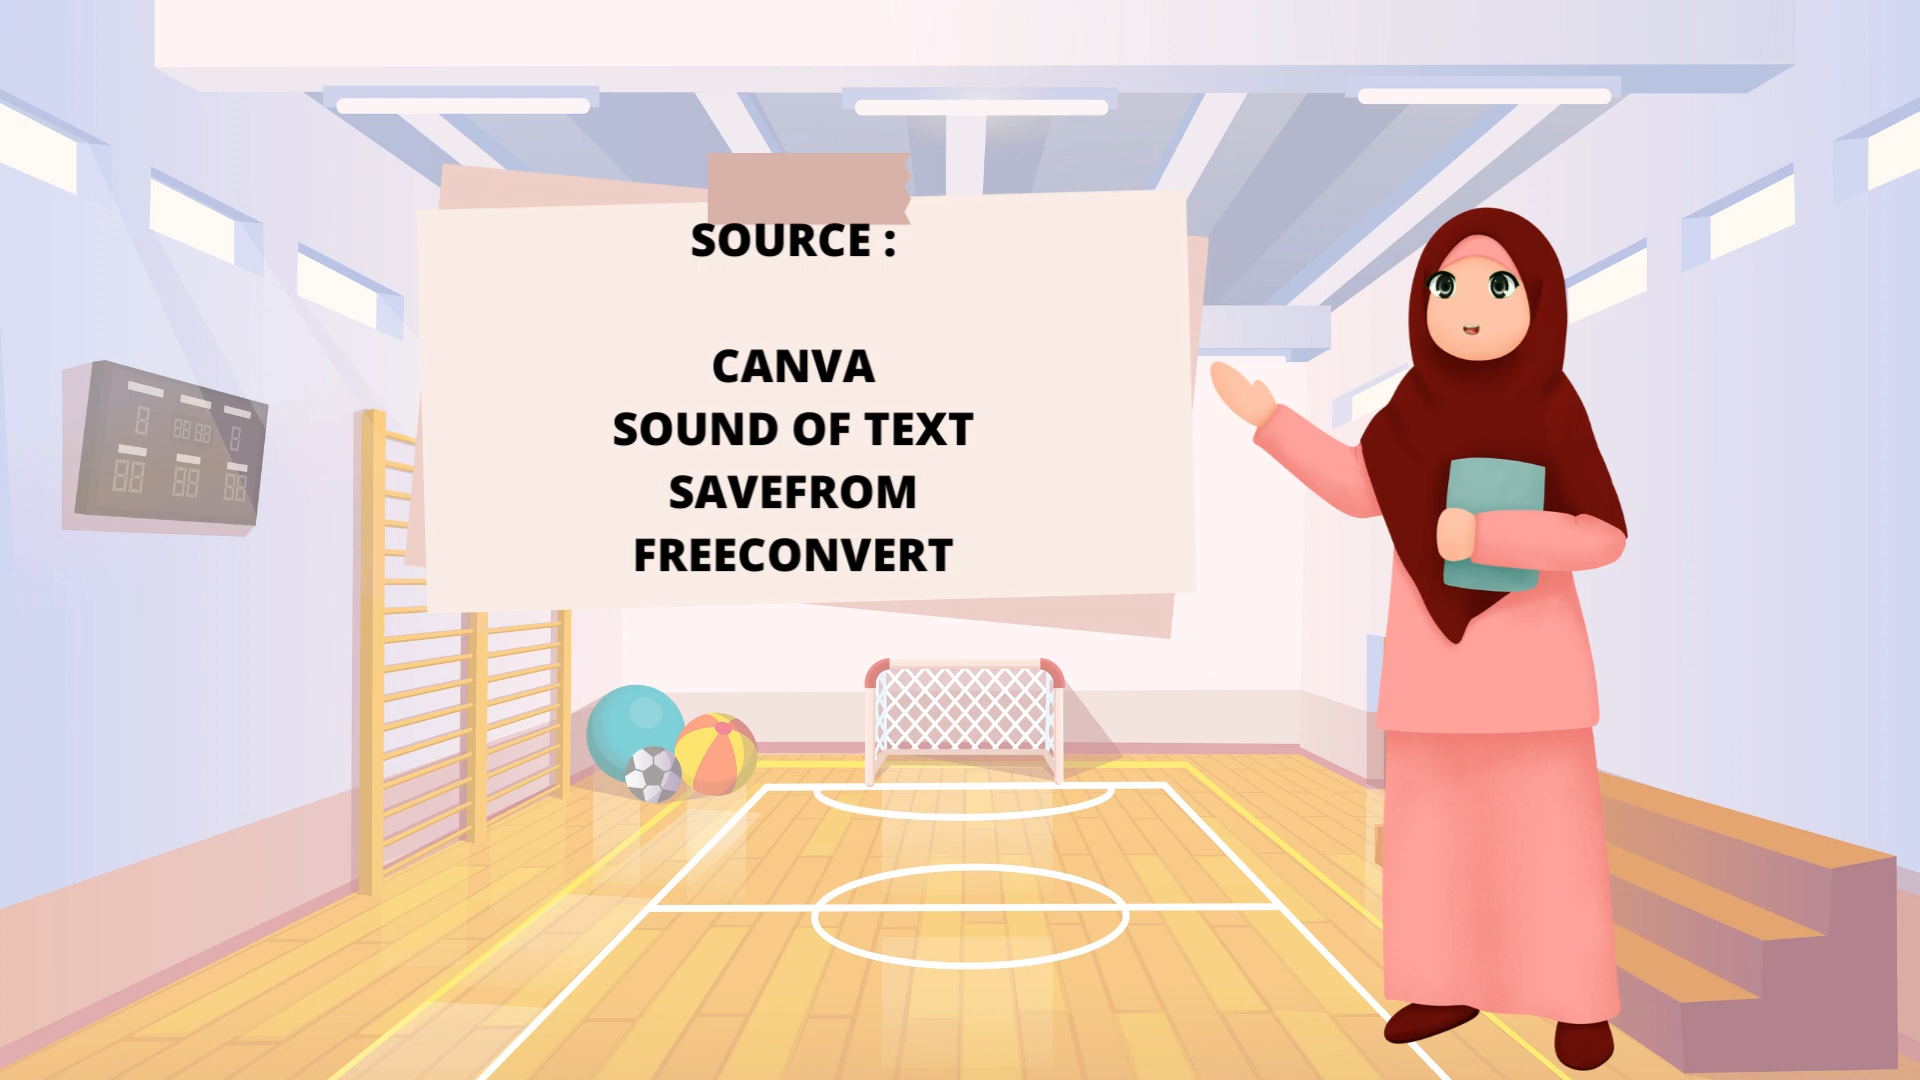 SOURCE :
CANVA
SOUND OF TEXT
SAVEFROM
FREECONVERT